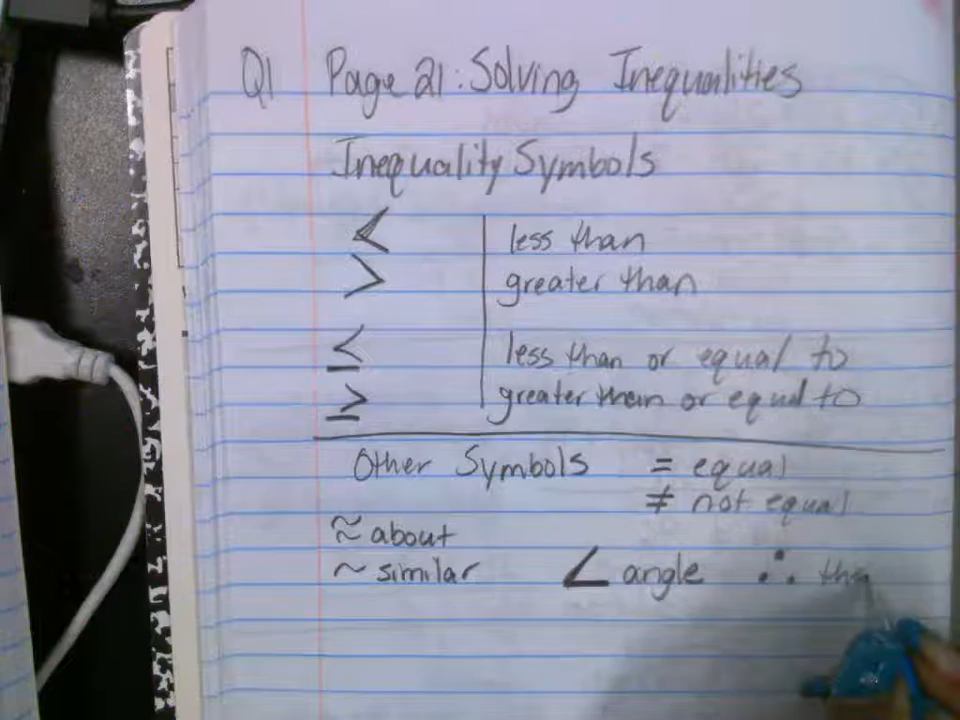 Q1 Page 21: Solving Inequalities
Inequality Symbols
< less than
> greater than
≤ less than or equal to
≥ greater than or equal to
Other Symbols = equal
≠ not equal
≈ about
~ similar ∠ angle ∴